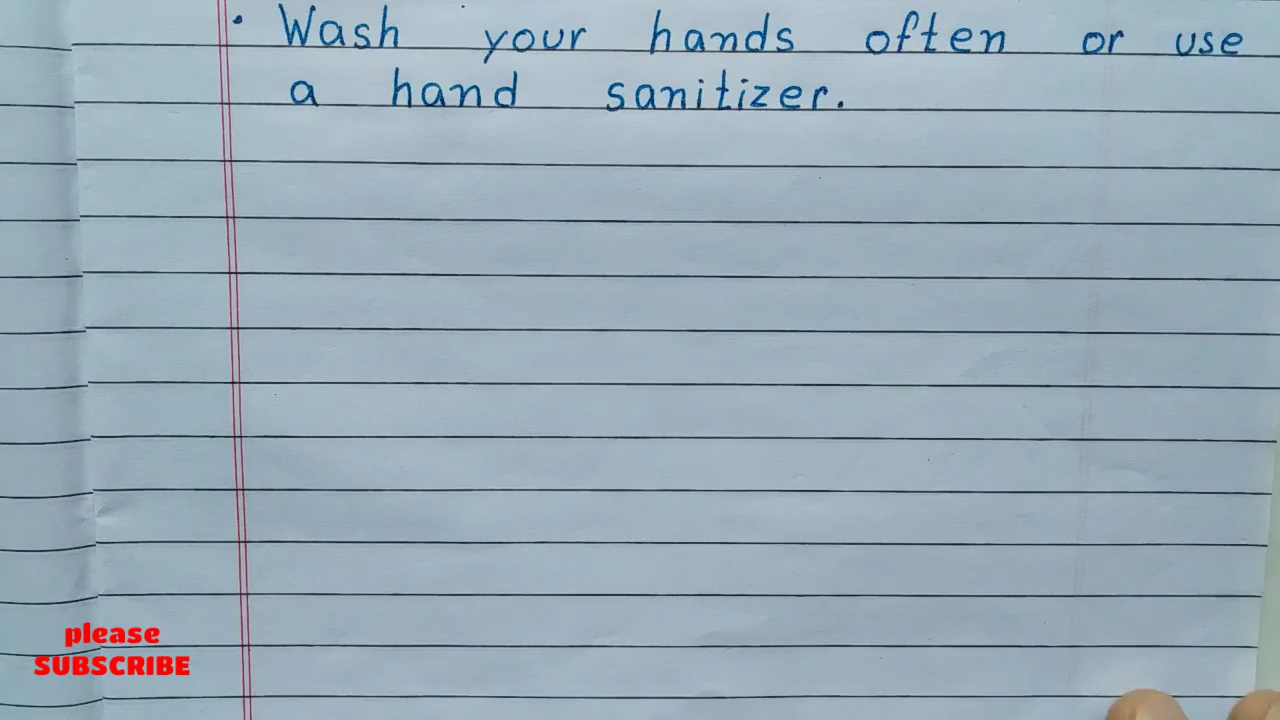 • Wash your hands often or use
a hand sanitizer.
please
SUBSCRIBE